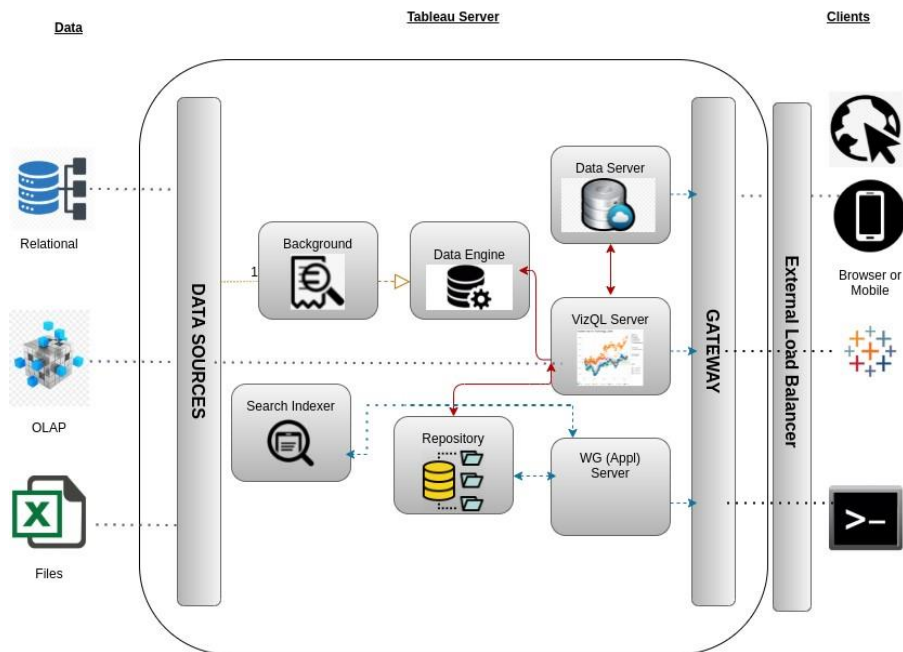 Tableau Server
Clients
Data
Data Server
Relational
Background
Data Engine
1
Browser or
Mobile
VizQL Server
DATA SOURCES
GATEWAY
External Load Balancer
OLAP
Search Indexer
Repository
WG (Appl)
Server
X
>–
Files